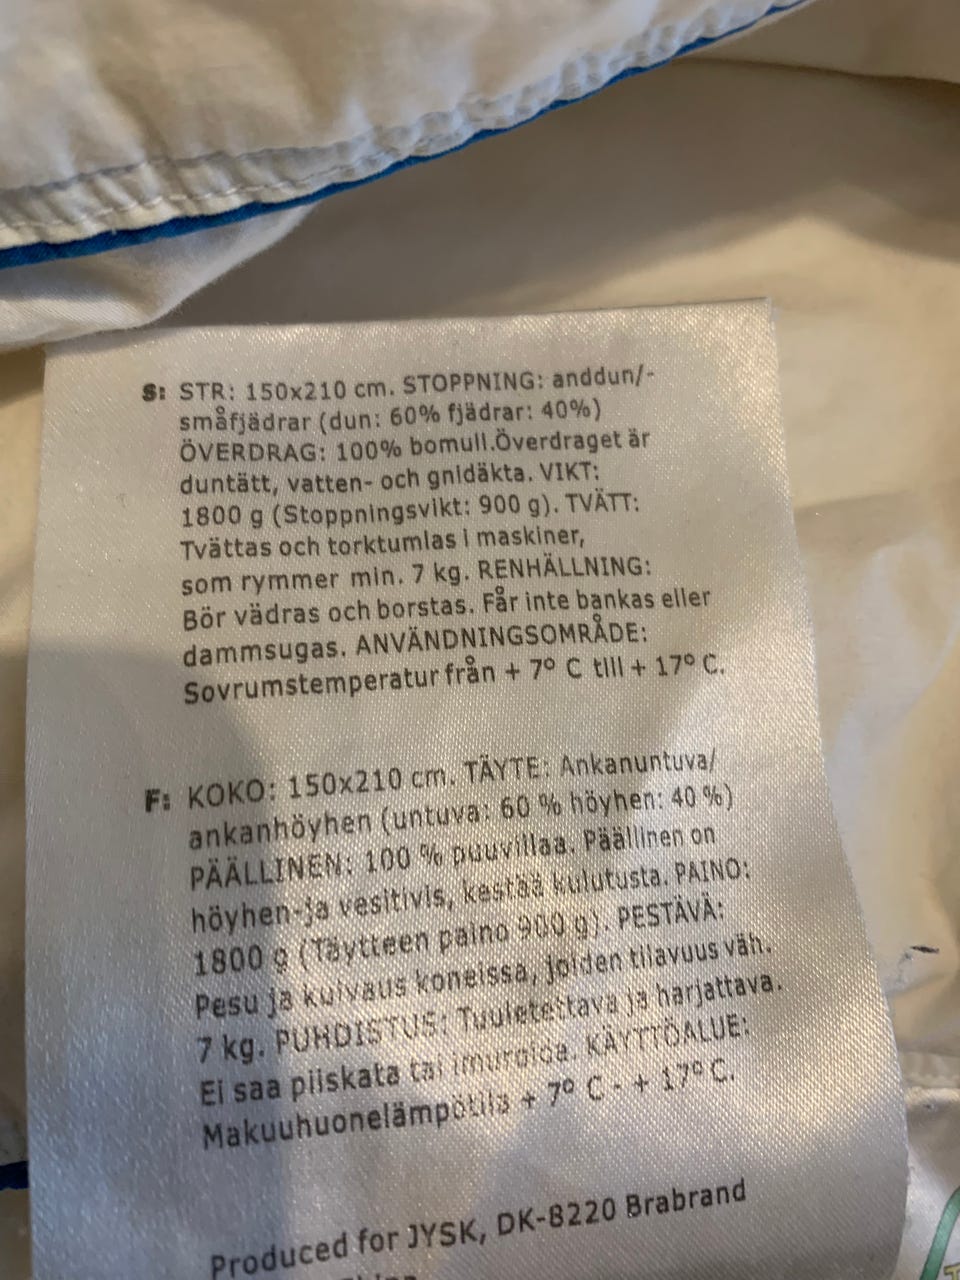 S: STR: 150x210 cm. STOPPNING: anddun/-
småfjädrar (dun: 60% fjädrar: 40%)
ÖVERDRAG: 100% bomull.Överdraget är
duntätt, vatten- och gnidäkta. VIKT:
1800 g (Stoppningsvikt: 900 g). TVÄTT:
Tvättas och torktumlas i maskiner,
som rymmer min. 7 kg. RENHÄLLNING:
Bör vädras och borstas. Får inte bankas eller
dammsugas. ANVÄNDNINGSOMRÅDE:
Sovrumstemperatur från + 7° C till + 17° C.
F: KOKO: 150x210 cm. TÄYTE: Ankanuntuva/
ankanhöyhen (untuva: 60 % höyhen: 40 %)
PÄÄLLINEN: 100 % puuvillaa. Päällinen on
höyhen-ja vesitivis, kestää kulutusta. PAINO:
1800 g (Täytteen paino 900 g). PESTÄVÄ:
Pesu ja kuivaus koneissa, joiden tilavuus väh.
7 kg. PUHDISTUS: Tuuletettava ja harjattava.
Ei saa piiskata tai imuroida. KÄYTTÖALUE:
Makuuhuonelämpötila + 7° C - + 17° C.
Produced for JYSK, DK-8220 Brabrand